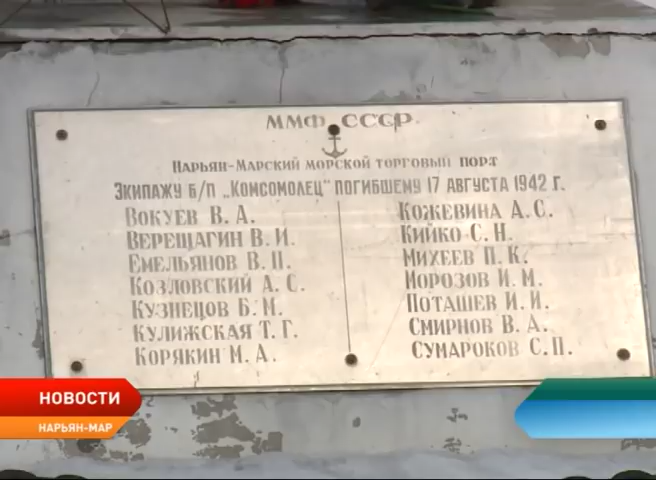 ММФ СССР
Нарьян-Марский морской торговый порт
Экипажу б/п „Комсомолец" погибшему 17 августа 1942 г.
Вокуев В. А.
Верещагин В. И.
Емельянов В. П.
Козловский А. С.
Кузнецов Б. М.
Кулижская Т. Г.
Корякин М. А.
Кожевина А. С.
Кийко С. Н.
Михеев П. К.
Морозов И. М.
Поташев И. И.
Смирнов В. А.
Сумароков С. П.
НОВОСТИ
НАРЬЯН-МАР